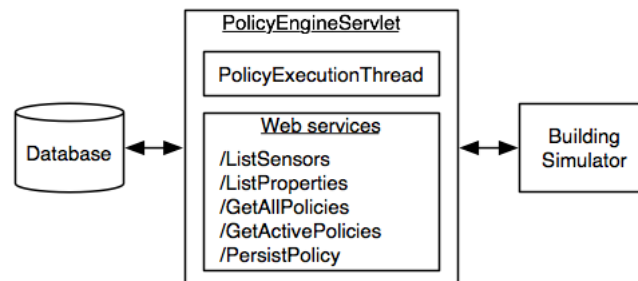 PolicyEngineServlet
PolicyExecutionThread
Database
Web services
/ListSensors
/ListProperties
/GetAllPolicies
/GetActivePolicies
/PersistPolicy
Building
Simulator